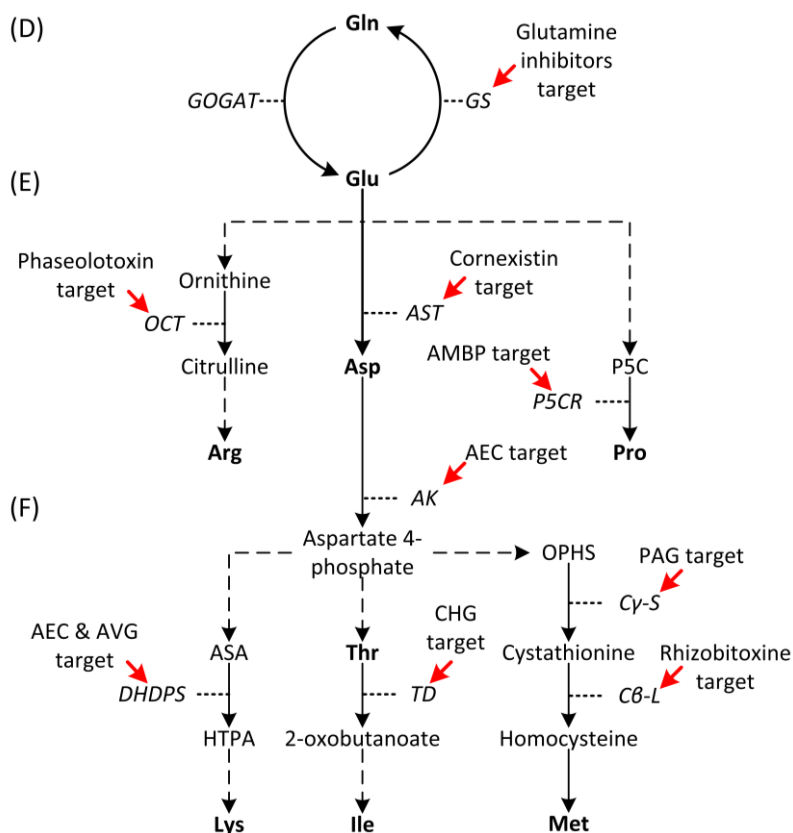 (D)
Gln
Glutamine
inhibitors
target
GOGAT
GS
Glu
(E)
Phaseolotoxin
target
Ornithine
OCT
Citrulline
Arg
Cornexistin
target
AST
Asp
AMBP target
P5C
P5CR
Pro
AEC target
AK
(F)
Aspartate 4-
phosphate
OPHS
PAG target
Cγ-S
AEC & AVG
target
ASA
DHDPS
HTPA
Lys
CHG
target
Thr
TD
2-oxobutanoate
Ile
Cystathionine
Rhizobitoxine
target
Cβ-L
Homocysteine
Met